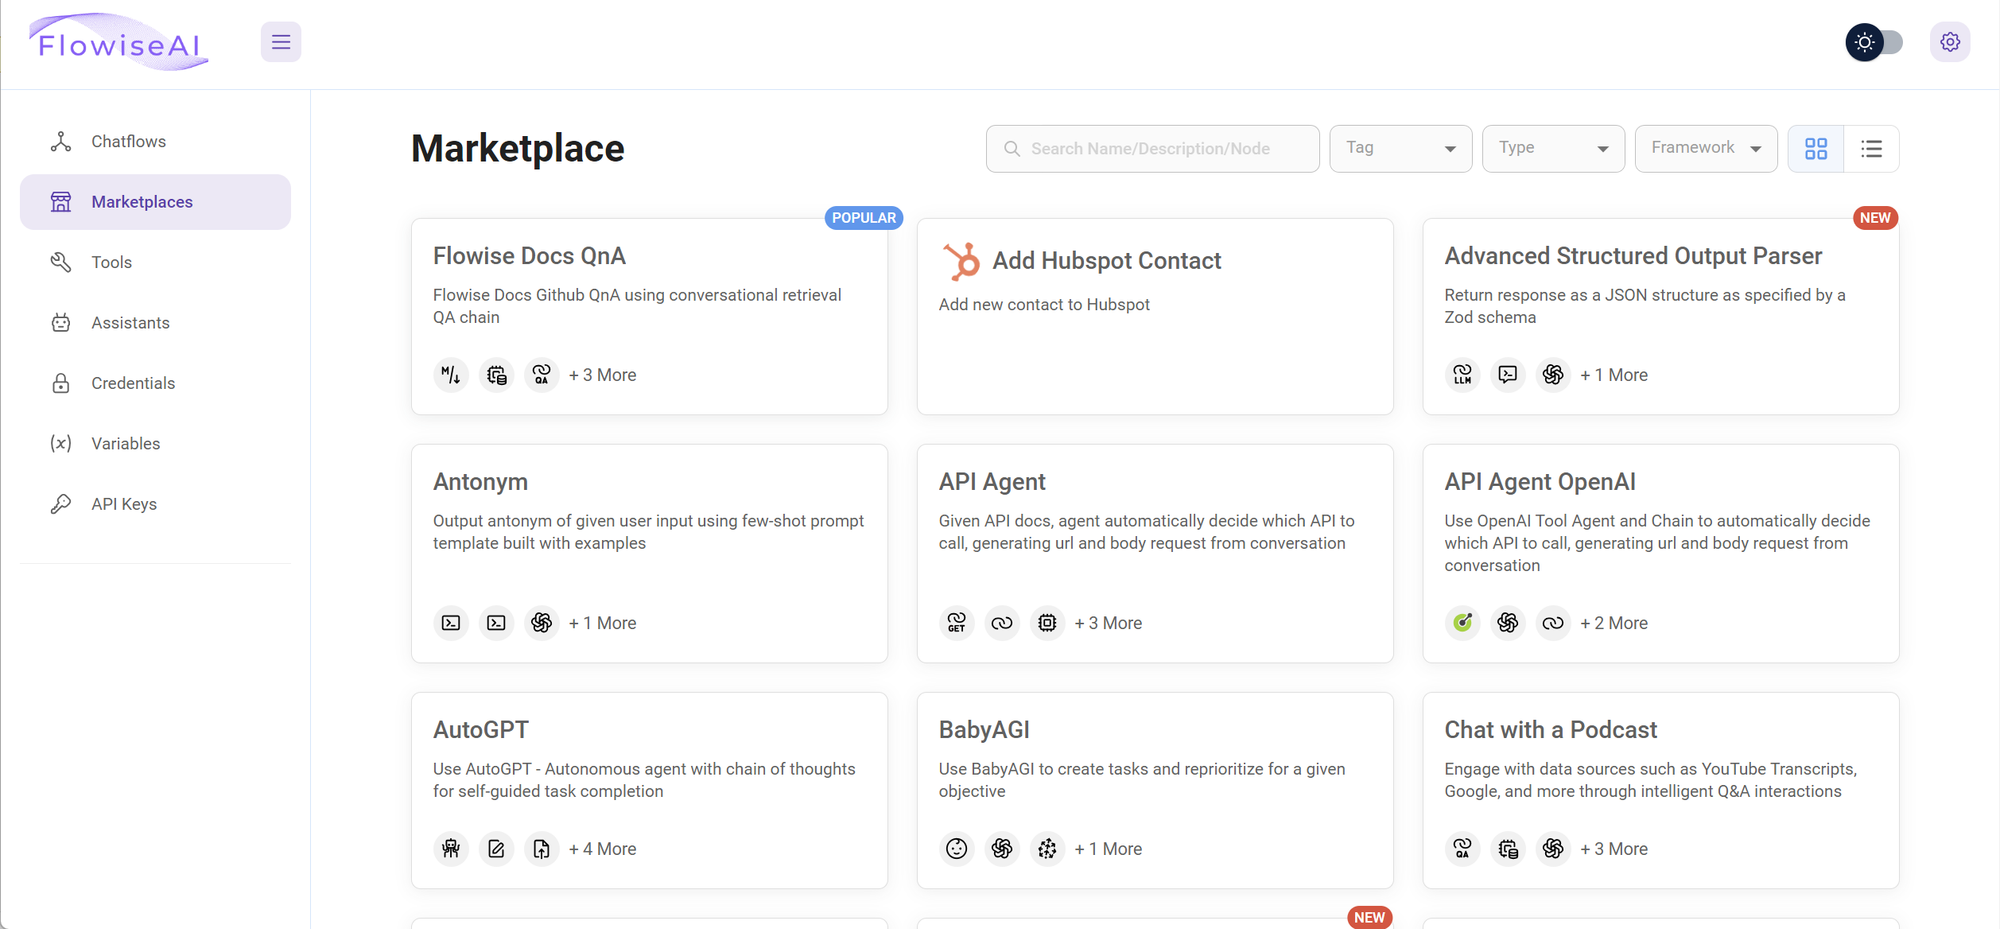 FlowiseAI
Chatflows
Marketplaces
Tools
Assistants
Credentials
Variables
API Keys
Marketplace
Search Name/Description/Node
Tag
Type
Framework
POPULAR
Flowise Docs QnA
Flowise Docs Github QnA using conversational retrieval
QA chain
M
QA
+ 3 More
Add Hubspot Contact
Add new contact to Hubspot
NEW
Advanced Structured Output Parser
Return response as a JSON structure as specified by a
Zod schema
LLM
+ 1 More
Antonym
Output antonym of given user input using few-shot prompt
template built with examples
+ 1 More
API Agent
Given API docs, agent automatically decide which API to
call, generating url and body request from conversation
GET
+ 3 More
API Agent OpenAI
Use OpenAI Tool Agent and Chain to automatically decide
which API to call, generating url and body request from
conversation
+ 2 More
AutoGPT
Use AutoGPT - Autonomous agent with chain of thoughts
for self-guided task completion
+ 4 More
BabyAGI
Use BabyAGI to create tasks and reprioritize for a given
objective
+ 1 More
Chat with a Podcast
Engage with data sources such as YouTube Transcripts,
Google, and more through intelligent Q&A interactions
QA
+ 3 More
NEW